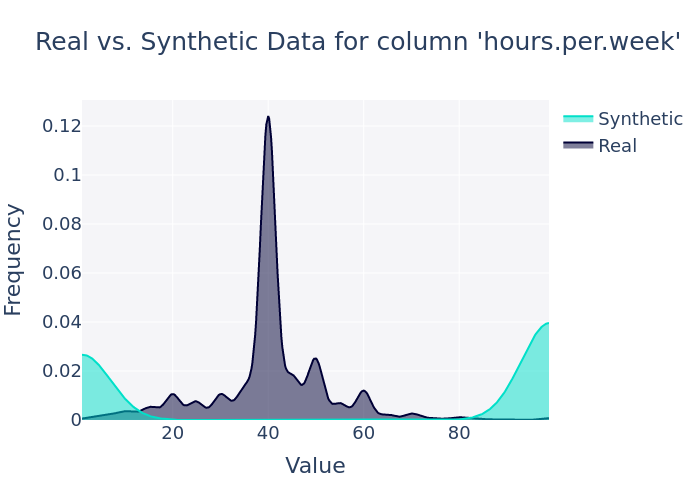 Real vs. Synthetic Data for column 'hours.per.week'
Synthetic
Real
0.12
0.1
0.08
0.06
0.04
0.02
0
20
40
60
80
Frequency
Value